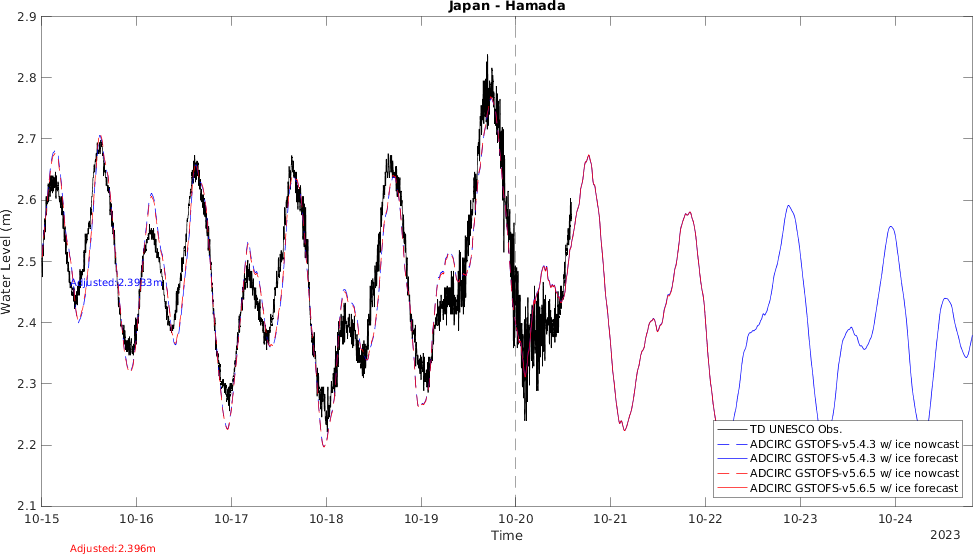 Japan - Hamada
2.9
2.8
2.7
2.6
2.5
2.4
2.3
2.2
2.1
Water Level (m)
Adjusted:2.3933m
TD UNESCO Obs.
ADCIRC GSTOFS-v5.4.3 w/ ice nowcast
ADCIRC GSTOFS-v5.4.3 w/ ice forecast
ADCIRC GSTOFS-v5.6.5 w/ ice nowcast
ADCIRC GSTOFS-v5.6.5 w/ ice forecast
10-15 10-16 10-17 10-18 10-19 10-20 10-21 10-22 10-23 10-24
Time
2023
Adjusted:2.396m